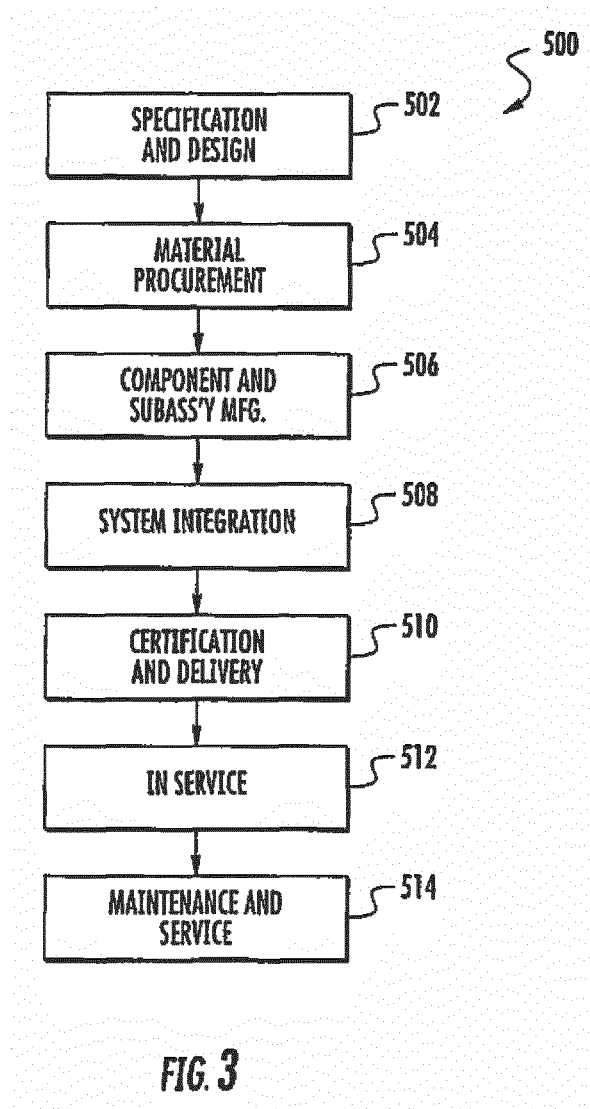 500
SPECIFICATION
AND DESIGN
502
MATERIAL
PROCUREMENT
504
COMPONENT AND
SUBASS'Y MFG.
506
SYSTEM INTEGRATION
508
CERTIFICATION
AND DELIVERY
510
IN SERVICE
512
MAINTENANCE AND
SERVICE
514
FIG. 3